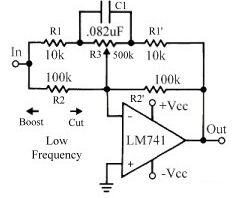 C1
.082uF
R1 R1'
In
10k R3 500k 10k
100k 100k
R2 R2' +Vcc
Boost Cut
- LM741 Out
Low
Frequency
+ -Vcc